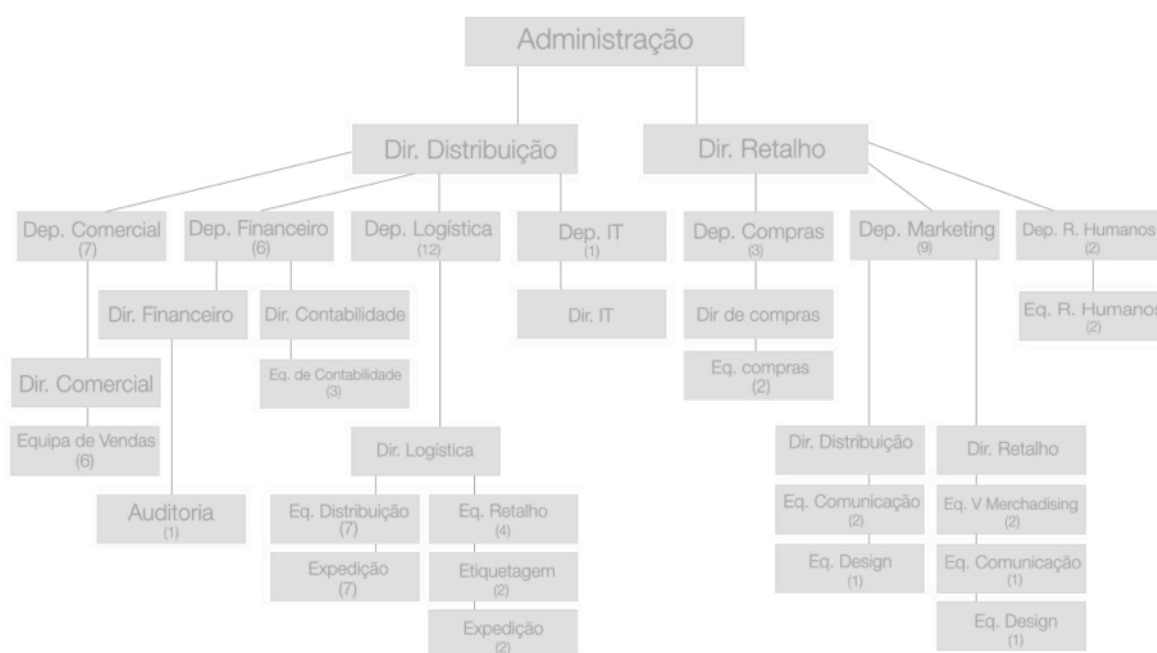 Administração
Dir. Distribuição
Dir. Retalho
Dep. Comercial
(7)
Dep. Financeiro
(6)
Dep. Logística
(12)
Dep. IT
(1)
Dep. Compras
(3)
Dep. Marketing
(9)
Dep. R. Humanos
(2)
Dir. Financeiro
Dir. Contabilidade
Dir. IT
Dir de compras
Eq. R. Humanos
(2)
Dir. Comercial
Eq. de Contabilidade
(3)
Eq. compras
(2)
Equipa de Vendas
(6)
Dir. Logística
Dir. Distribuição
Dir. Retalho
Auditoria
(1)
Eq. Distribuição
(7)
Eq. Retalho
(4)
Eq. Comunicação
(2)
Eq. V Merchadising
(2)
Expedição
(7)
Etiquetagem
(2)
Eq. Design
(1)
Eq. Comunicação
(1)
Expedição
(2)
Eq. Design
(1)